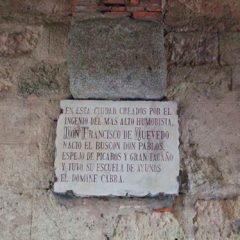 EN ESTA CIUDAD CREADOS POR EL
INGENIO DEL MAS ALTO HUMORISTA,
DON FRANCISCO DE QUEVEDO
NACIO EL BUSCON DON PABLOS,
ESPEJO DE PICAROS Y GRAN TACAÑO
Y TUVO SU ESCUELA DE AYUNOS
EL DOMINE CABRA.